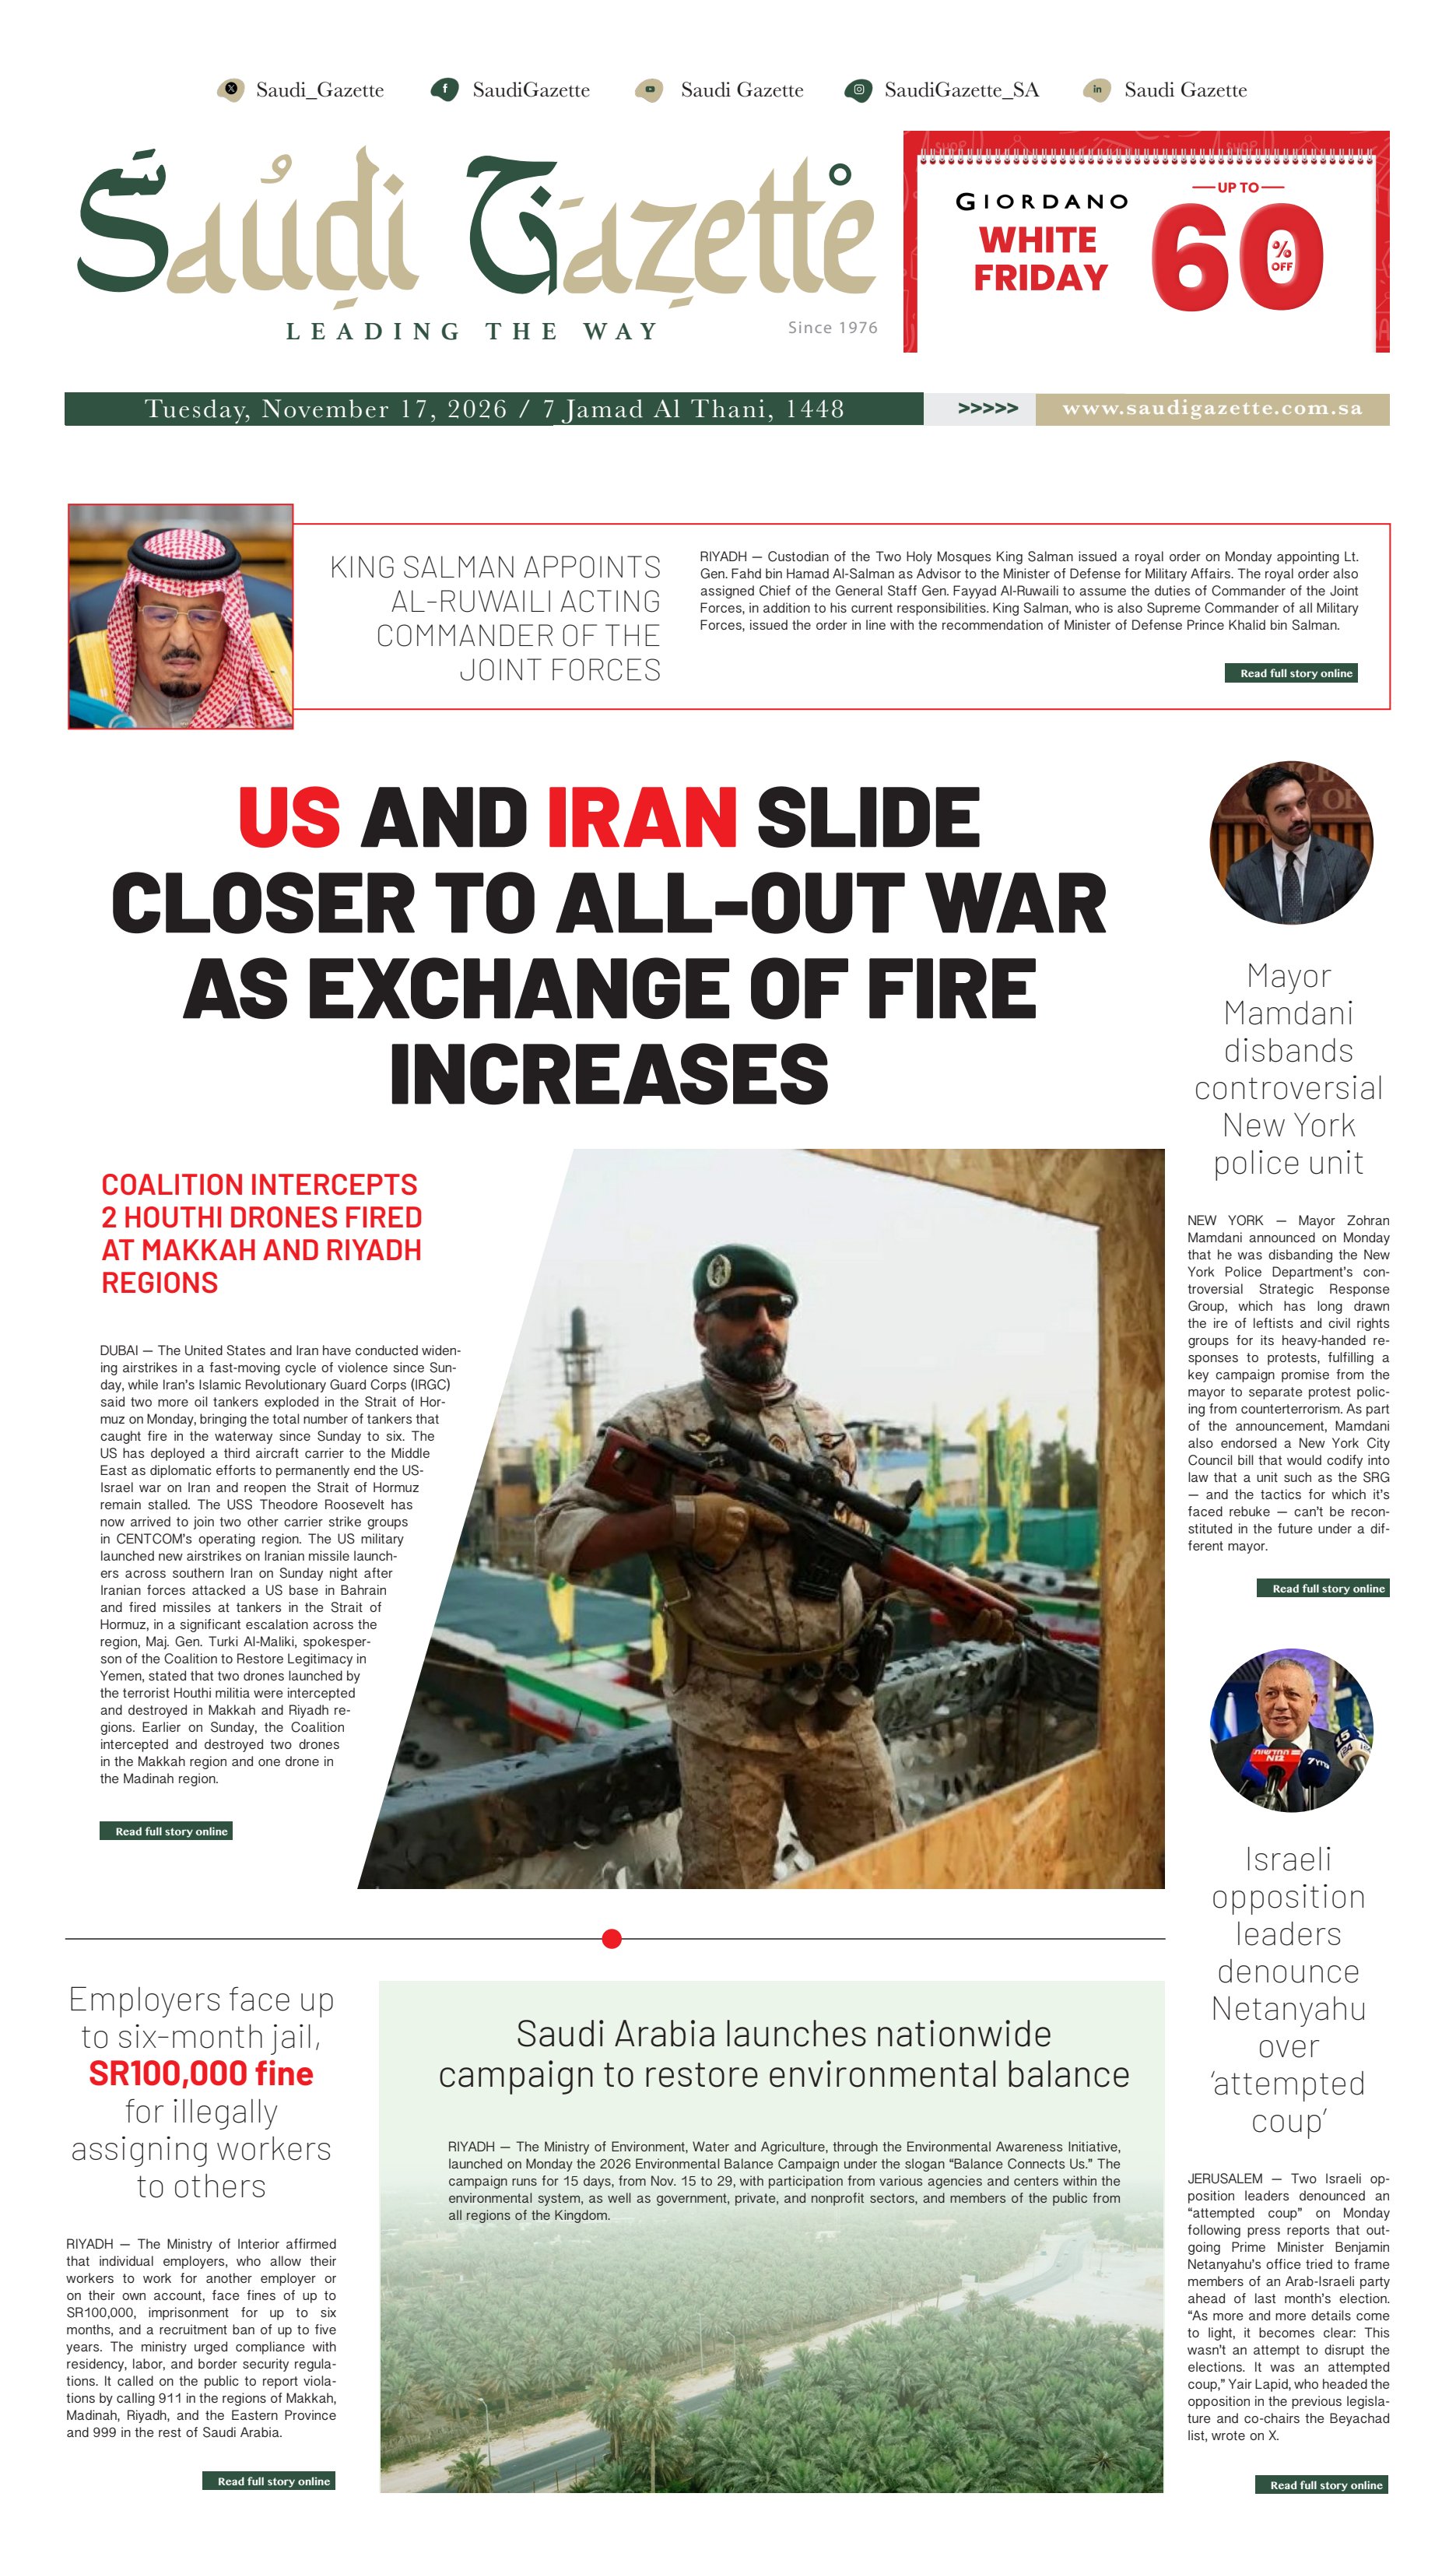 Saudi_Gazette
SaudiGazette
Saudi Gazette
SaudiGazette_SA
Saudi Gazette
Saudi Gazette
LEADING THE WAY
Since 1976
GIORDANO
WHITE
FRIDAY
UP TO
60
%
OFF
Tuesday, November 17, 2026 / 7 Jamad Al Thani, 1448
>>>>>
www.saudigazette.com.sa
KING SALMAN APPOINTS
AL-RUWAILI ACTING
COMMANDER OF THE
JOINT FORCES
RIYADH — Custodian of the Two Holy Mosques King Salman issued a royal order on Monday appointing Lt.
Gen. Fahd bin Hamad Al-Salman as Advisor to the Minister of Defense for Military Affairs. The royal order also
assigned Chief of the General Staff Gen. Fayyad Al-Ruwaili to assume the duties of Commander of the Joint
Forces, in addition to his current responsibilities. King Salman, who is also Supreme Commander of all Military
Forces, issued the order in line with the recommendation of Minister of Defense Prince Khalid bin Salman.
Read full story online
US AND IRAN SLIDE
CLOSER TO ALL-OUT WAR
AS EXCHANGE OF FIRE
INCREASES
COALITION INTERCEPTS
2 HOUTHI DRONES FIRED
AT MAKKAH AND RIYADH
REGIONS
DUBAI — The United States and Iran have conducted widen-
ing airstrikes in a fast-moving cycle of violence since Sun-
day, while Iran's Islamic Revolutionary Guard Corps (IRGC)
said two more oil tankers exploded in the Strait of Hor-
muz on Monday, bringing the total number of tankers that
caught fire in the waterway since Sunday to six. The
US has deployed a third aircraft carrier to the Middle
East as diplomatic efforts to permanently end the US-
Israel war on Iran and reopen the Strait of Hormuz
remain stalled. The USS Theodore Roosevelt has
now arrived to join two other carrier strike groups
in CENTCOM's operating region. The US military
launched new airstrikes on Iranian missile launch-
ers across southern Iran on Sunday night after
Iranian forces attacked a US base in Bahrain
and fired missiles at tankers in the Strait of
Hormuz, in a significant escalation across the
region, Maj. Gen. Turki Al-Maliki, spokesper-
son of the Coalition to Restore Legitimacy in
Yemen, stated that two drones launched by
the terrorist Houthi militia were intercepted
and destroyed in Makkah and Riyadh re-
gions. Earlier on Sunday, the Coalition
intercepted and destroyed two drones
in the Makkah region and one drone in
the Madinah region.
Read full story online
Mayor
Mamdani
disbands
controversial
New York
police unit
NEW YORK — Mayor Zohran
Mamdani announced on Monday
that he was disbanding the New
York Police Department's con-
troversial Strategic Response
Group, which has long drawn
the ire of leftists and civil rights
groups for its heavy-handed re-
sponses to protests, fulfilling a
key campaign promise from the
mayor to separate protest polic-
ing from counterterrorism. As part
of the announcement, Mamdani
also endorsed a New York City
Council bill that would codify into
law that a unit such as the SRG
— and the tactics for which it's
faced rebuke — can't be recon-
stituted in the future under a dif-
ferent mayor.
Read full story online
Israeli
opposition
leaders
denounce
Netanyahu
over
'attempted
coup'
JERUSALEM — Two Israeli op-
position leaders denounced an
“attempted coup” on Monday
following press reports that out-
going Prime Minister Benjamin
Netanyahu's office tried to frame
members of an Arab-Israeli party
ahead of last month's election.
“As more and more details come
to light, it becomes clear: This
wasn't an attempt to disrupt the
elections. It was an attempted
coup,” Yair Lapid, who headed the
opposition in the previous legisla-
ture and co-chairs the Beyachad
list, wrote on X.
Read full story online
Employers face up
to six-month jail,
SR100,000 fine
for illegally
assigning workers
to others
RIYADH — The Ministry of Interior affirmed
that individual employers, who allow their
workers to work for another employer or
on their own account, face fines of up to
SR100,000, imprisonment for up to six
months, and a recruitment ban of up to five
years. The ministry urged compliance with
residency, labor, and border security regula-
tions. It called on the public to report viola-
tions by calling 911 in the regions of Makkah,
Madinah, Riyadh, and the Eastern Province
and 999 in the rest of Saudi Arabia.
Read full story online
Saudi Arabia launches nationwide
campaign to restore environmental balance
RIYADH — The Ministry of Environment, Water and Agriculture, through the Environmental Awareness Initiative,
launched on Monday the 2026 Environmental Balance Campaign under the slogan “Balance Connects Us.” The
campaign runs for 15 days, from Nov. 15 to 29, with participation from various agencies and centers within the
environmental system, as well as government, private, and nonprofit sectors, and members of the public from
all regions of the Kingdom.